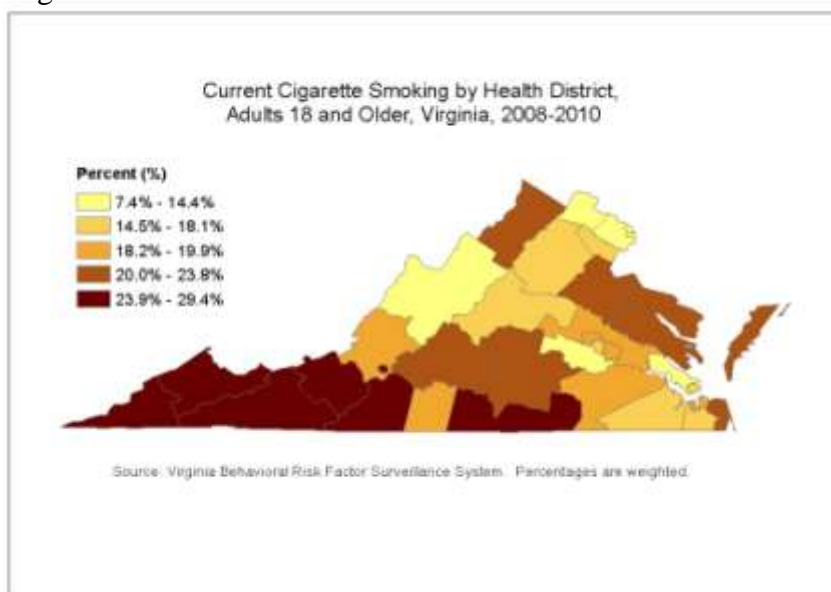 Current Cigarette Smoking by Health District,
Adults 18 and Older, Virginia, 2008-2010
Percent (%)
7.4% - 14.4%
14.5% - 18.1%
18.2% - 19.9%
20.0% - 23.8%
23.9% - 29.4%
Source: Virginia Behavioral Risk Factor Surveillance System. Percentages are weighted.